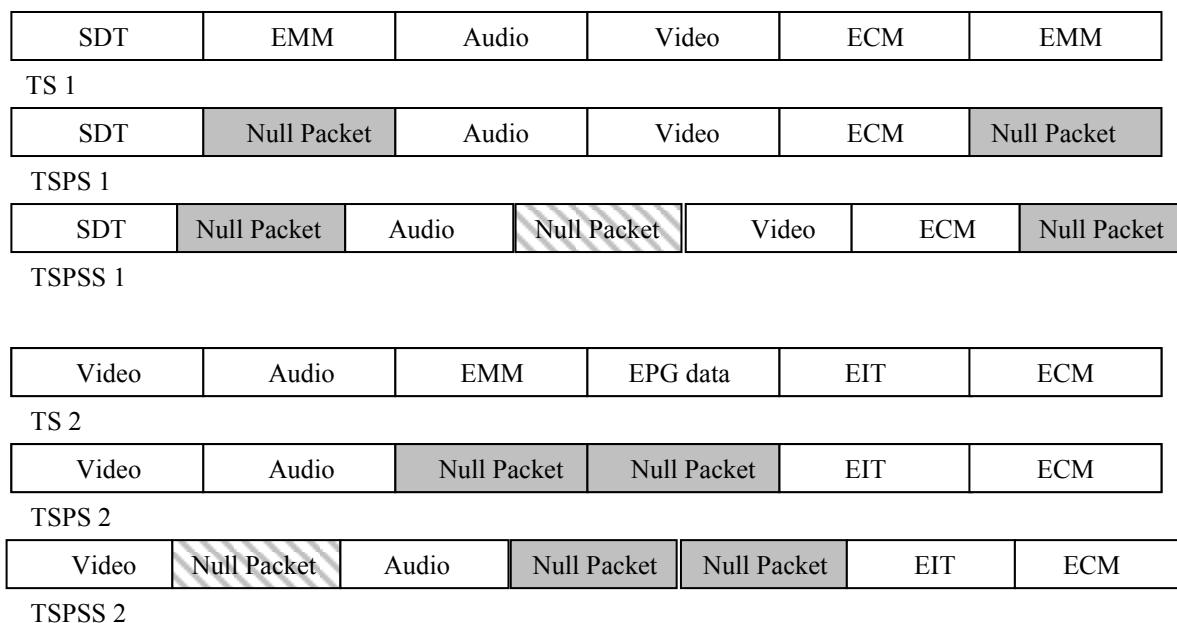 SDT EMM Audio Video ECM EMM
TS 1
SDT Null Packet Audio Video ECM Null Packet
TSPS 1
SDT Null Packet Audio Null Packet Video ECM Null Packet
TSPSS 1
Video Audio EMM EPG data EIT ECM
TS 2
Video Audio Null Packet Null Packet EIT ECM
TSPS 2
Video Null Packet Audio Null Packet Null Packet EIT ECM
TSPSS 2